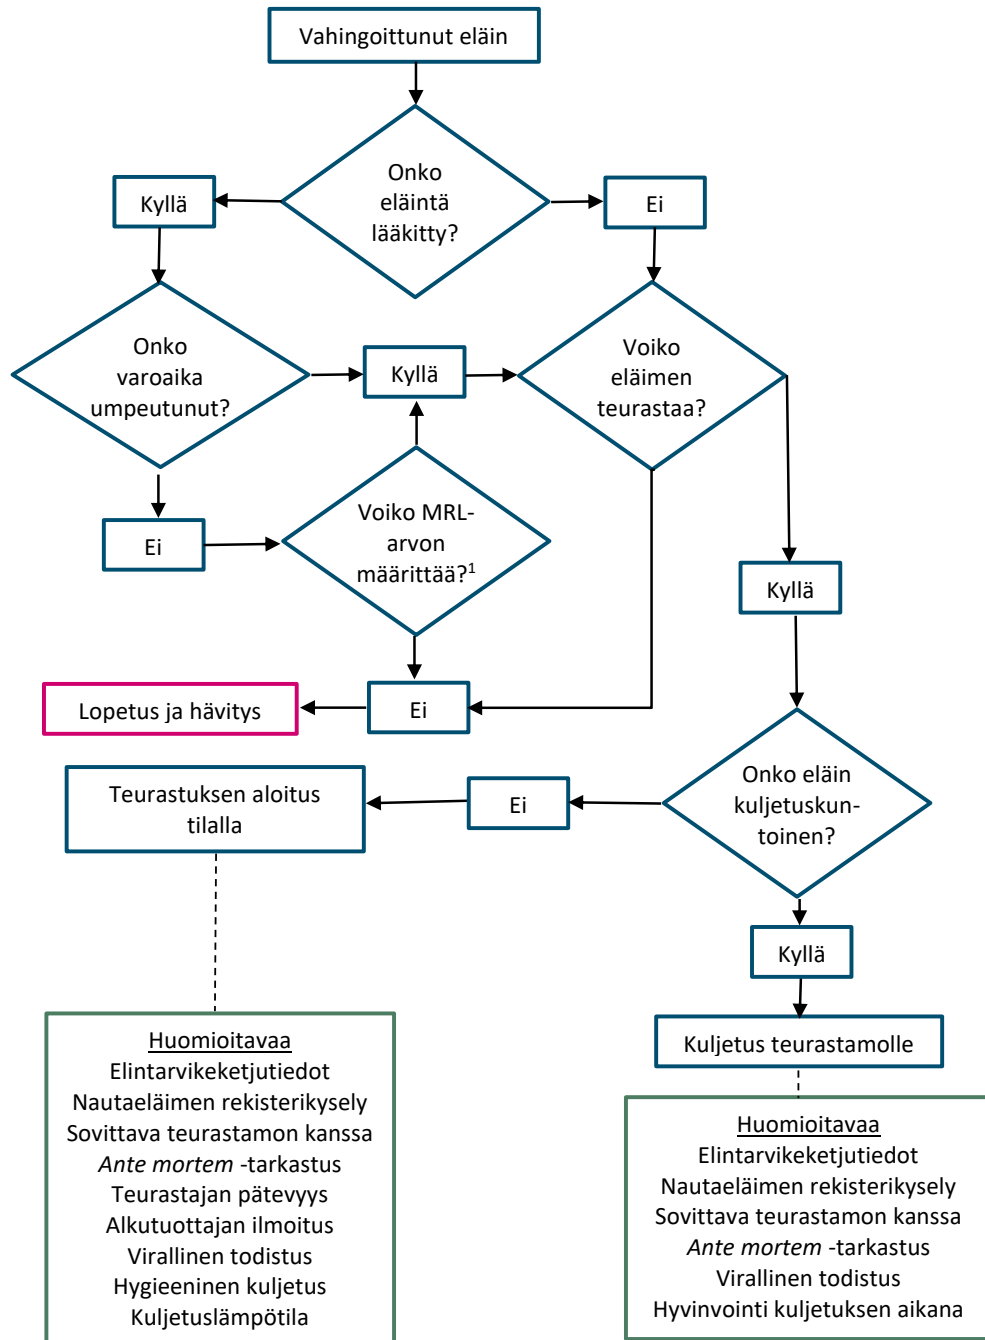 Vahingoittunut eläin
Onko
eläintä
lääkitty?
Kyllä
Ei
Onko
varoaika
umpeutunut?
Kyllä
Voiko
eläimen
teurastaa?
Ei
Voiko MRL-
arvon
määrittää?¹
Kyllä
Lopetus ja hävitys
Ei
Onko eläin
kuljetuskun-
toinen?
Ei
Teurastuksen aloitus
tilalla
Kyllä
Kuljetus teurastamolle
Huomioitavaa
Elintarvikeketjutiedot
Nautaeläimen rekisterikysely
Sovittava teurastamon kanssa
Ante mortem -tarkastus
Teurastajan pätevyys
Alkutuottajan ilmoitus
Virallinen todistus
Hygieeninen kuljetus
Kuljetuslämpötila
Huomioitavaa
Elintarvikeketjutiedot
Nautaeläimen rekisterikysely
Sovittava teurastamon kanssa
Ante mortem -tarkastus
Virallinen todistus
Hyvinvointi kuljetuksen aikana